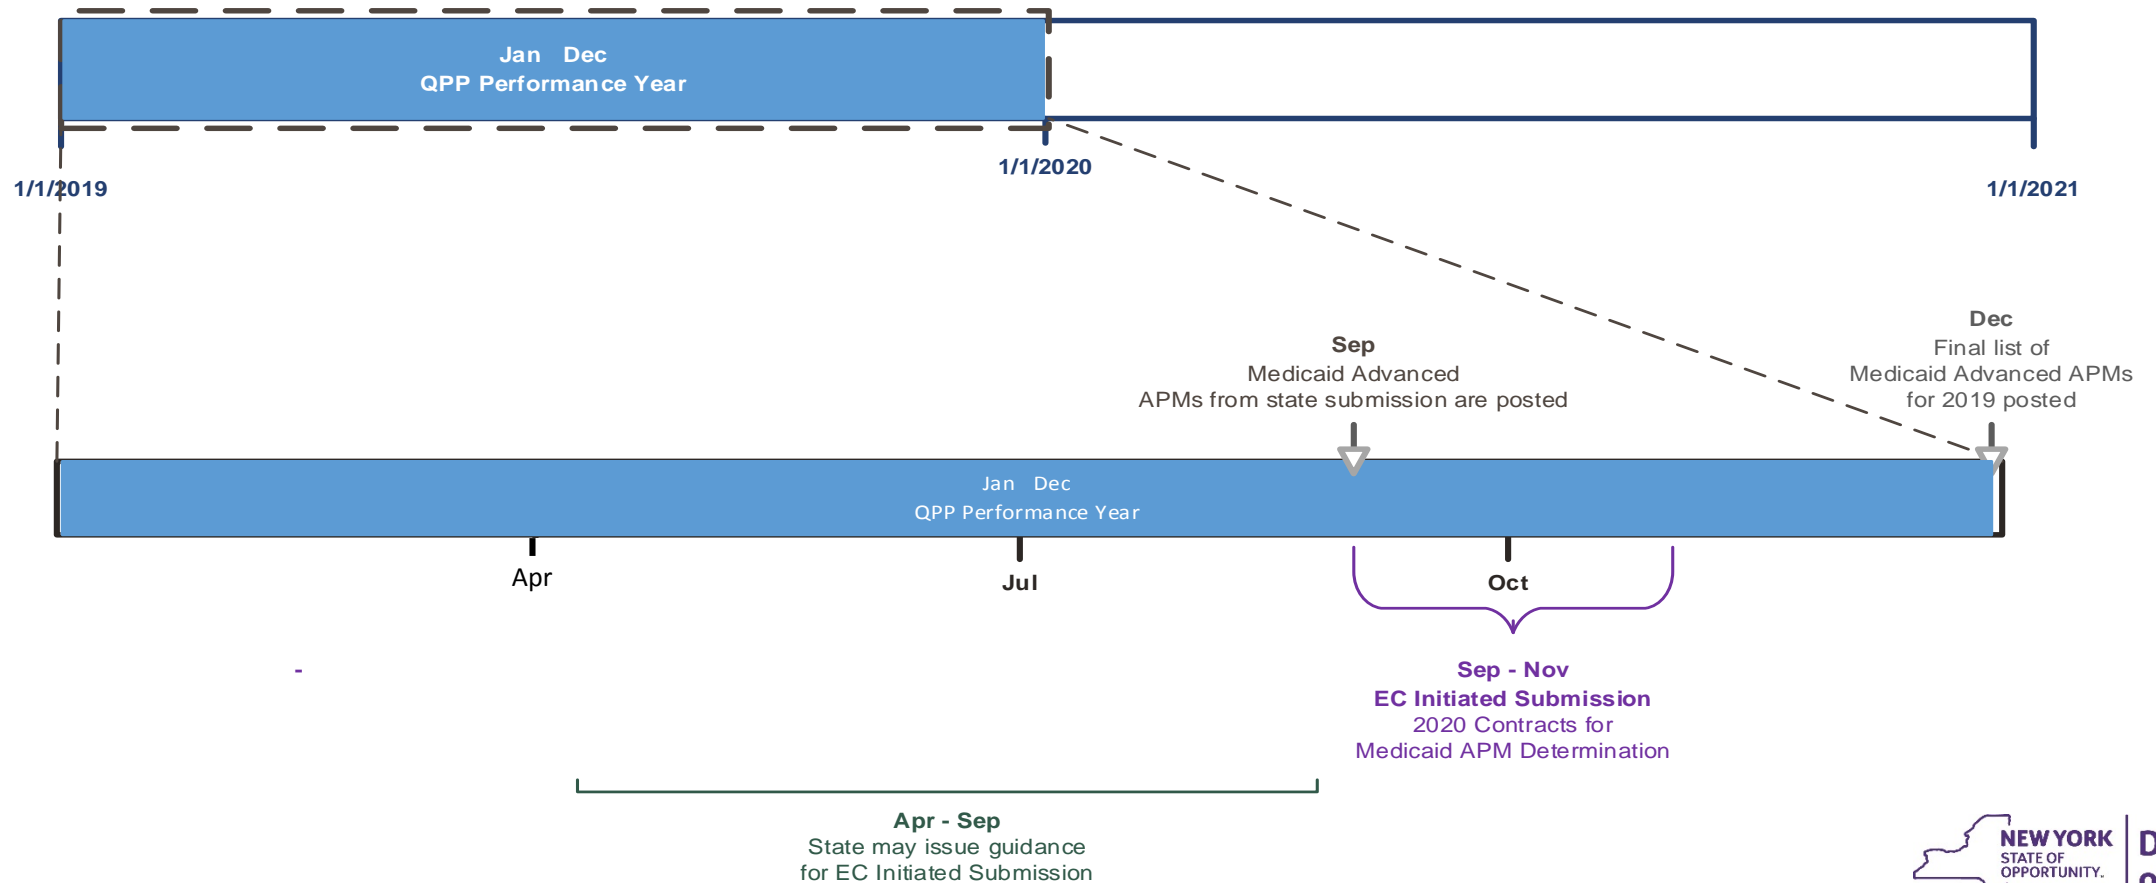 Jan Dec
QPP Performance Year
1/1/2019
1/1/2020
1/1/2021
Sep
Medicaid Advanced
APMs from state submission are posted
Dec
Final list of
Medicaid Advanced APMs
for 2019 posted
Jan Dec
QPP Performance Year
Apr
Jul
Oct
-
Sep - Nov
EC Initiated Submission
2020 Contracts for
Medicaid APM Determination
Apr - Sep
State may issue guidance
for EC Initiated Submission
NEW YORK
STATE OF
OPPORTUNITY.
D